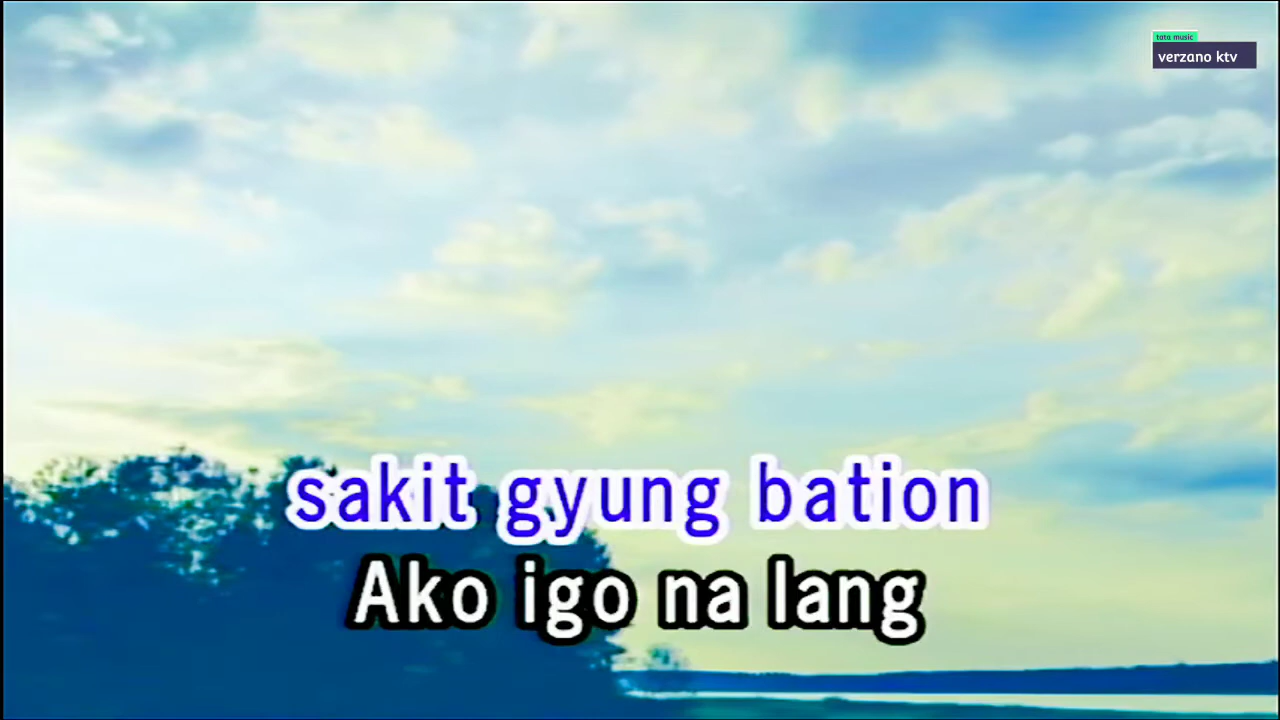 tata music
verzano ktv
sakit gyung bation
Ako igo na lang